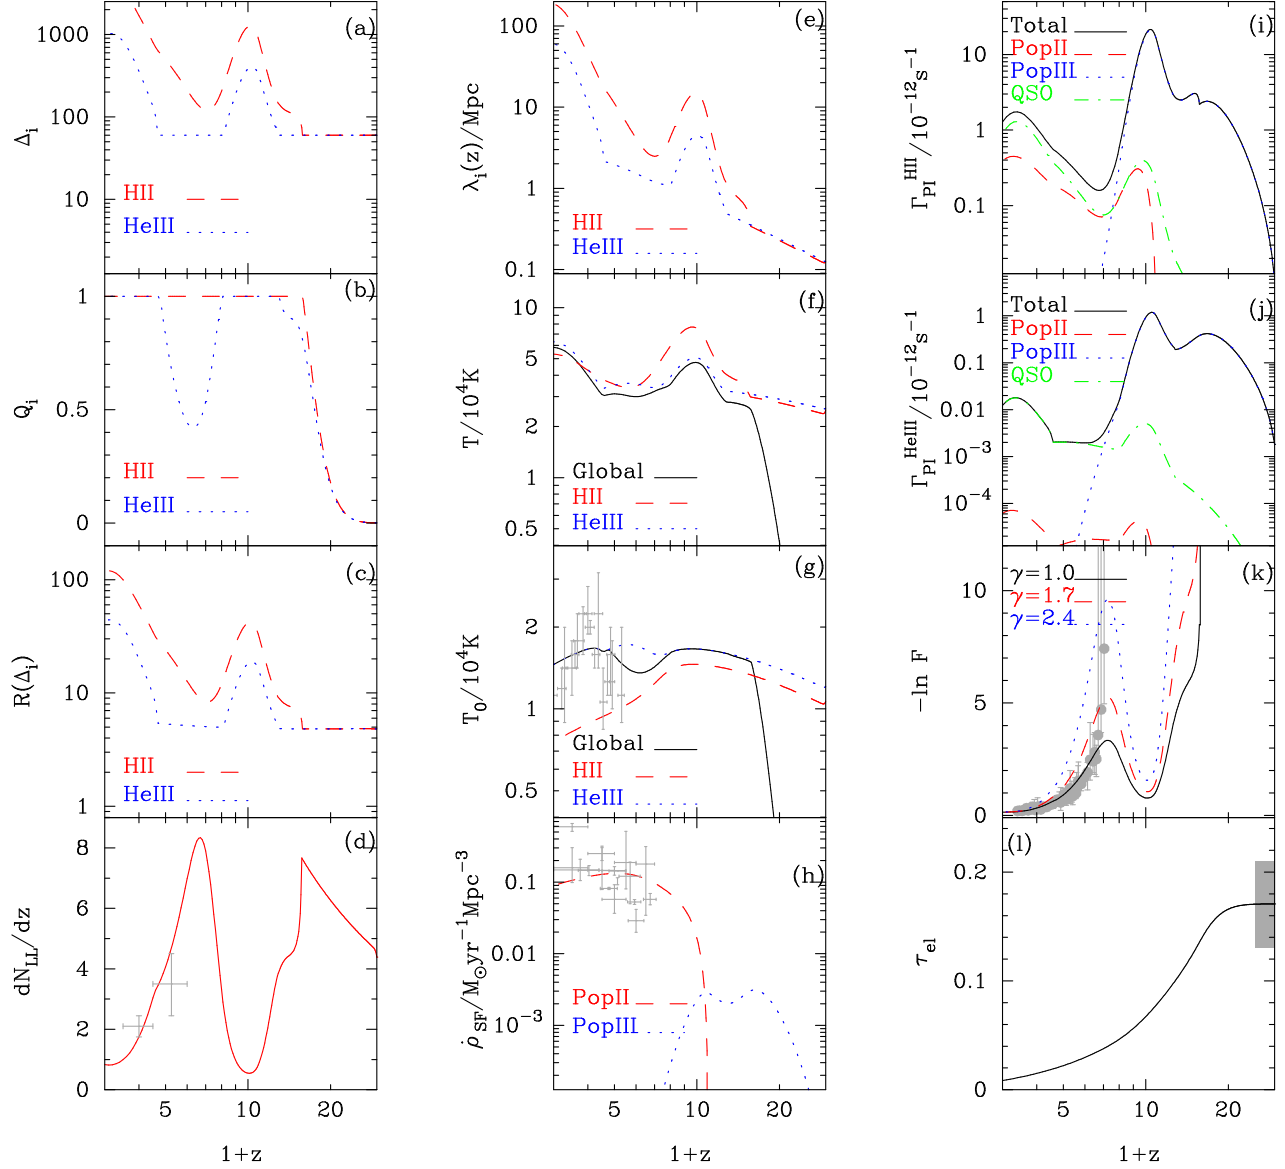 (a)
1000
100
10
Δi
HII
HeIII
(b)
1
0.5
0
Qi
HII
HeIII
(c)
100
10
1
R(Δi)
HII
HeIII
(d)
8
6
4
2
0
dNLL/dz
5 10 20
1+z
(e)
100
10
1
0.1
λi(z)/Mpc
HII
HeIII
(f)
10
5
2
1
0.5
T/10⁴K
Global
HII
HeIII
(g)
2
1
0.5
T0/10⁴K
Global
HII
HeIII
(h)
0.1
0.01
10⁻³
ρ̇SF/M⊙yr⁻¹Mpc⁻³
PopII
PopIII
5 10 20
1+z
(i)
Total
PopII
PopIII
QSO
10
1
0.1
ΓPI^HII/10⁻¹²s⁻¹
(j)
Total
PopII
PopIII
QSO
1
0.1
0.01
10⁻³
10⁻⁴
ΓPI^HeIII/10⁻¹²s⁻¹
(k)
γ=1.0
γ=1.7
γ=2.4
10
5
0
−ln F
(l)
0.2
0.1
0
τel
5 10 20
1+z